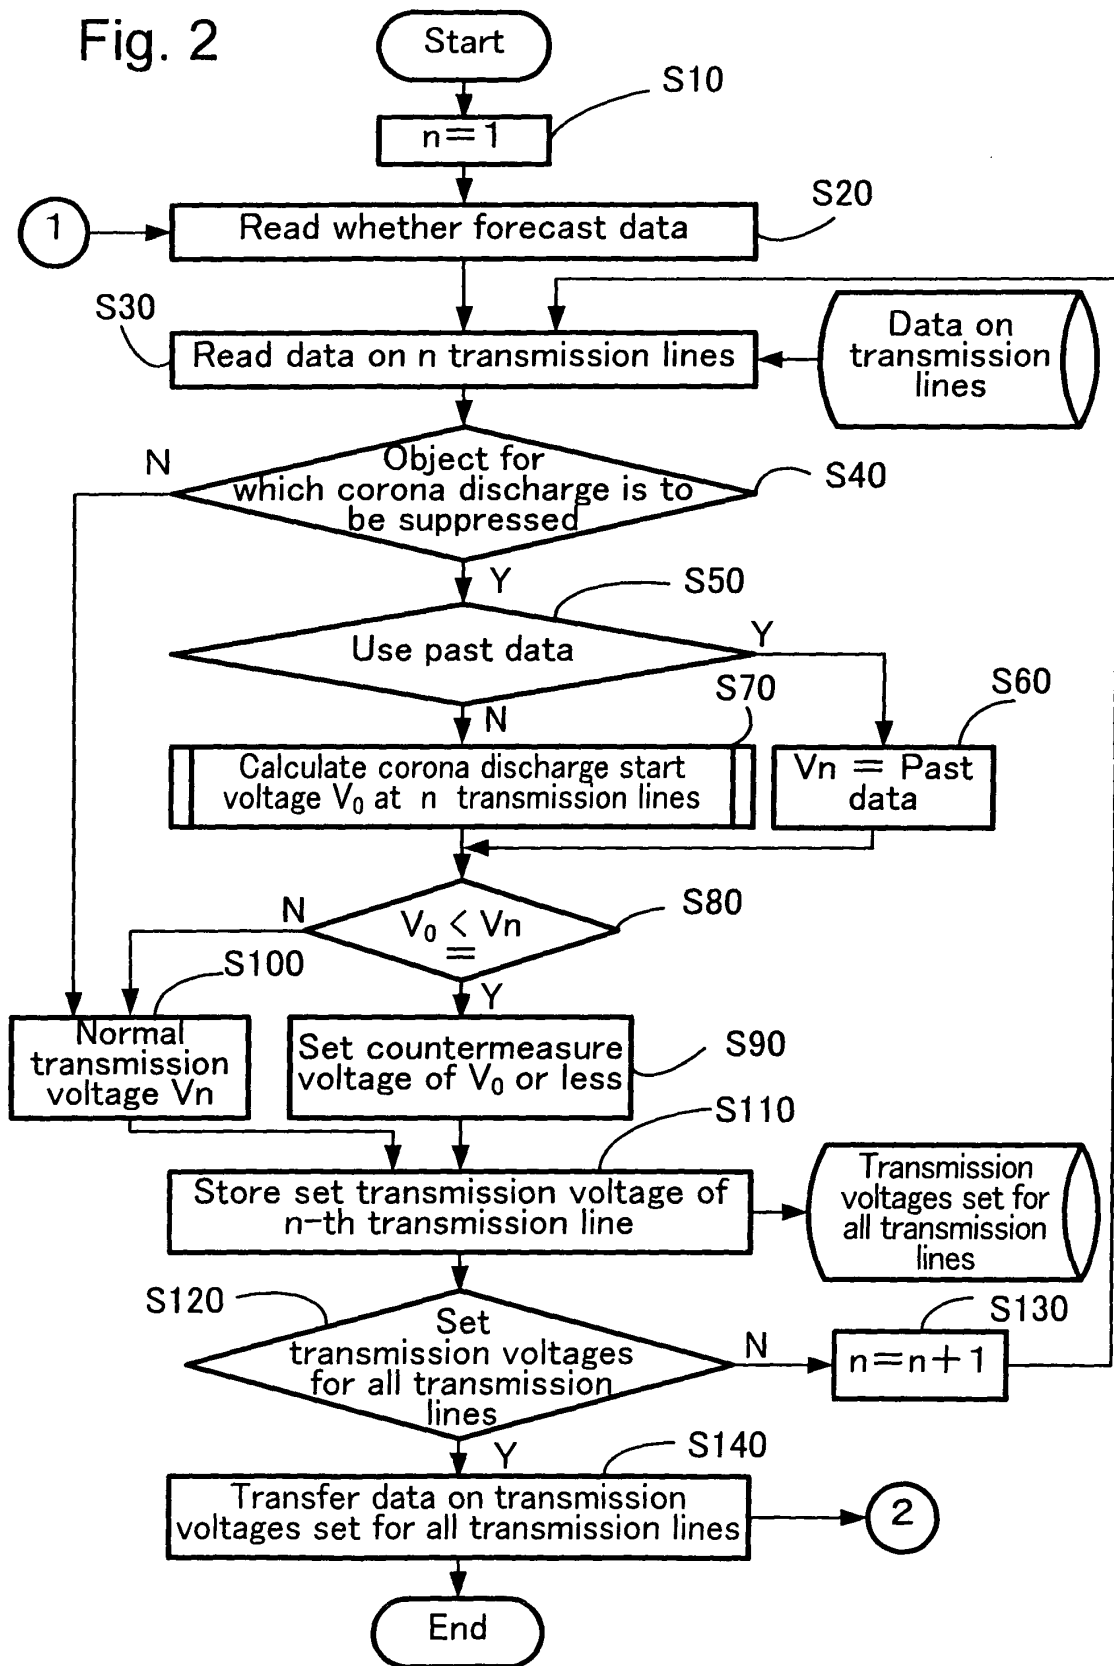 Fig. 2
Start
S10
n=1
1
S20
Read whether forecast data
S30
Read data on n transmission lines
Data on
transmission
lines
N
Object for
which corona discharge is to
be suppressed
S40
Y
S50
Use past data
Y
S70
S60
N
Calculate corona discharge start
voltage V₀ at n transmission lines
Vn = Past
data
N
V₀ ≦ Vn
S80
S100
Y
Normal
transmission
voltage Vn
Set countermeasure
voltage of V₀ or less
S90
S110
Store set transmission voltage of
n-th transmission line
Transmission
voltages set for
all transmission
lines
S120
Set
transmission voltages
for all transmission
lines
N
S130
n=n+1
Y
S140
Transfer data on transmission
voltages set for all transmission lines
2
End